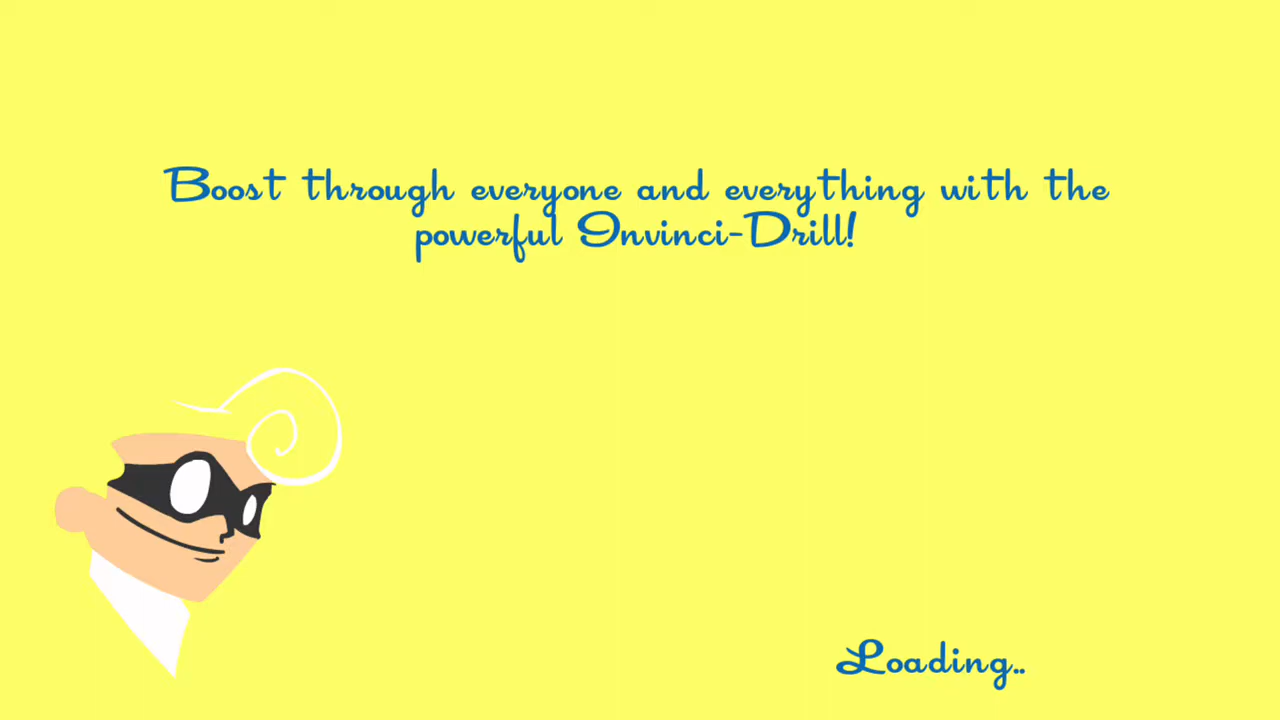 Boost through everyone and everything with the
powerful Invinci-Drill!
Loading..